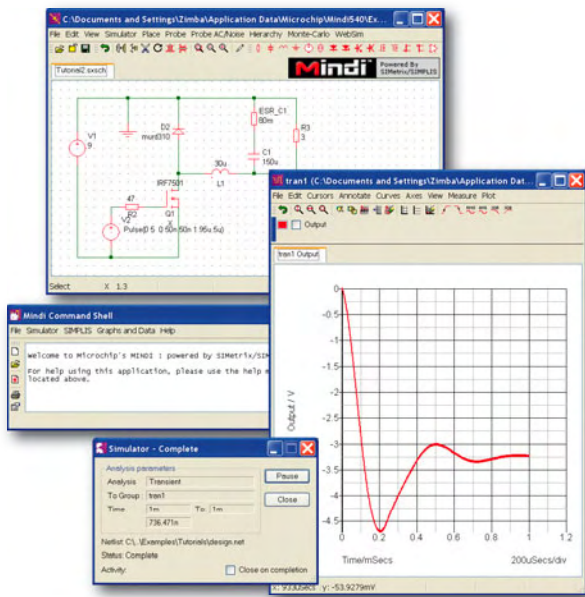 C:\Documents and Settings\Zimba\Application Data\Microchip\Mindi540\Ex...
File Edit View Simulator Place Probe Probe AC/Noise Hierarchy Monte-Carlo WebSim
Tutorial2.sxsch
Mindi
Powered By
SIMetrix/SIMPLIS
V1
9
D2
murd310
ESR_C1
80m
R3
3
C1
150u
30u
L1
IRF7501
47
R2
Q1
X
V2
Pulse(0 5 0 50n 50n 1.95u 5u)
Select X 1.3
tran1 (C:\Documents and Settings\Zimba\Application Dat...
File Edit Cursors Annotate Curves Axes View Measure Plot
Output
tran1 Output
Output / V
0
-0.5
-1
-1.5
-2
-2.5
-3
-3.5
-4
-4.5
0 0.2 0.4 0.6 0.8 1 1.2
Time/mSecs 200uSecs/div
x: 933uSecs y: -53.9279mV
Mindi Command Shell
File Simulator SIMPLIS Graphs and Data Help
Welcome to Microchip's MINDI : powered by SIMetrix/SIM
For help using this application, please use the help m
located above.
Simulator - Complete
Analysis parameters
Analysis Transient
To Group tran1
Time 1m To 1m
736.471n
Pause
Close
Netlist C:\..\Examples\Tutorials\design.net
Status: Complete
Activity: Close on completion